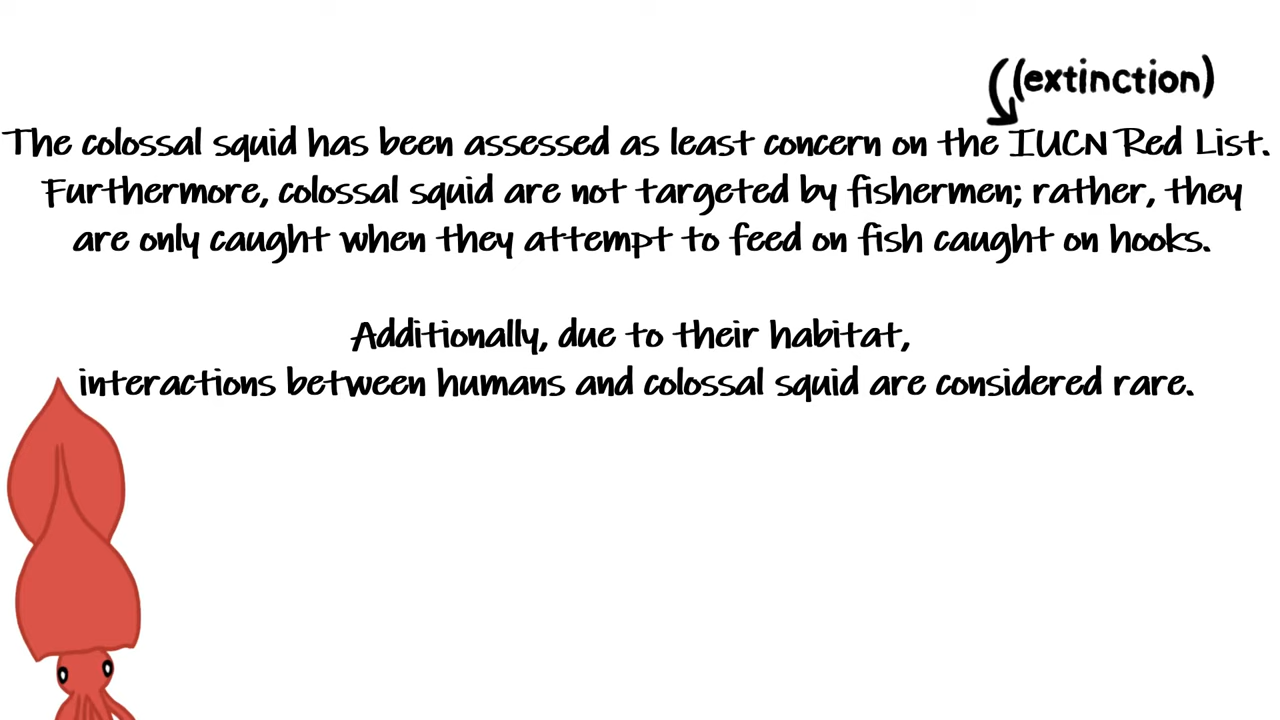 (extinction)
The colossal squid has been assessed as least concern on the IUCN Red List.
Furthermore, colossal squid are not targeted by fishermen; rather, they
are only caught when they attempt to feed on fish caught on hooks.
Additionally, due to their habitat,
interactions between humans and colossal squid are considered rare.